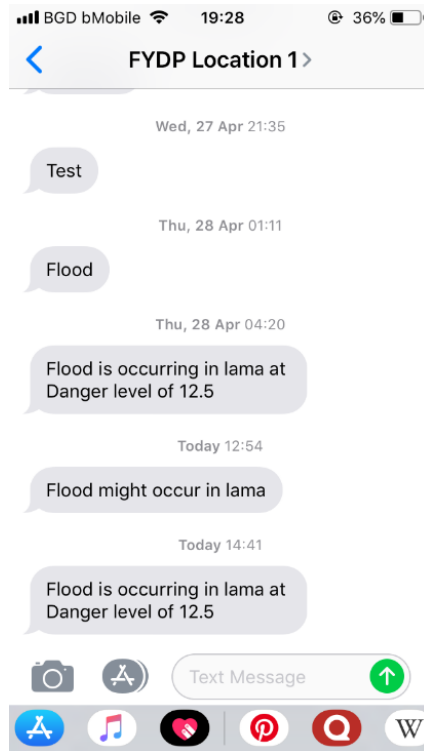 BGD bMobile 19:28 36%
FYDP Location 1
Wed, 27 Apr 21:35
Test
Thu, 28 Apr 01:11
Flood
Thu, 28 Apr 04:20
Flood is occurring in lama at
Danger level of 12.5
Today 12:54
Flood might occur in lama
Today 14:41
Flood is occurring in lama at
Danger level of 12.5
Text Message
W